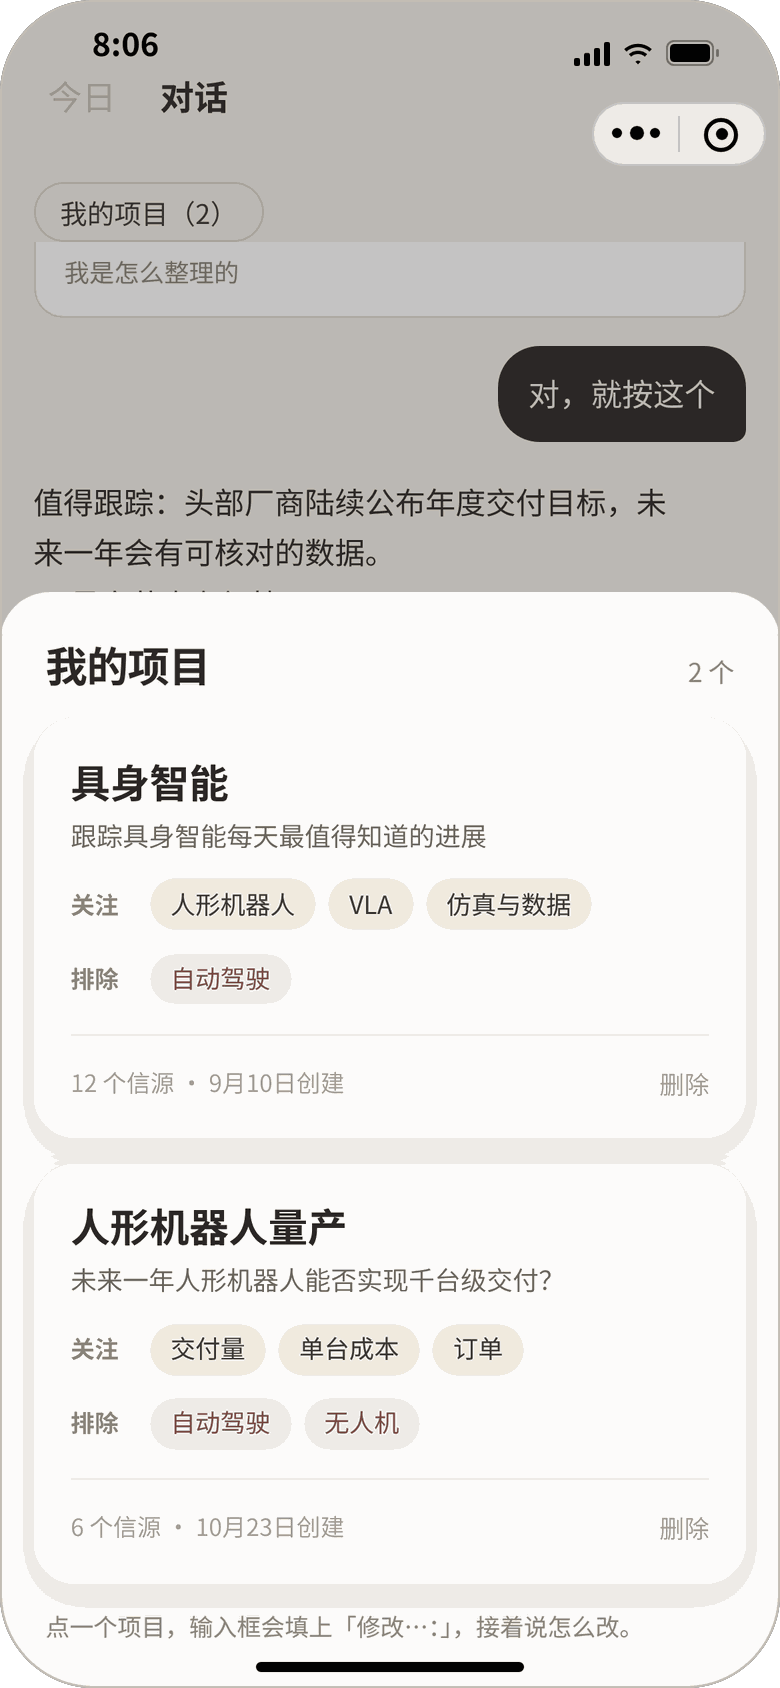 8:06
今日 对话
我的项目（2）
我是怎么整理的
对，就按这个
值得跟踪：头部厂商陆续公布年度交付目标，未
来一年会有可核对的数据。
我的项目 2 个
具身智能
跟踪具身智能每天最值得知道的进展
关注 人形机器人 VLA 仿真与数据
排除 自动驾驶
12 个信源 · 9月10日创建 删除
人形机器人量产
未来一年人形机器人能否实现千台级交付？
关注 交付量 单台成本 订单
排除 自动驾驶 无人机
6 个信源 · 10月23日创建 删除
点一个项目，输入框会填上「修改…：」，接着说怎么改。